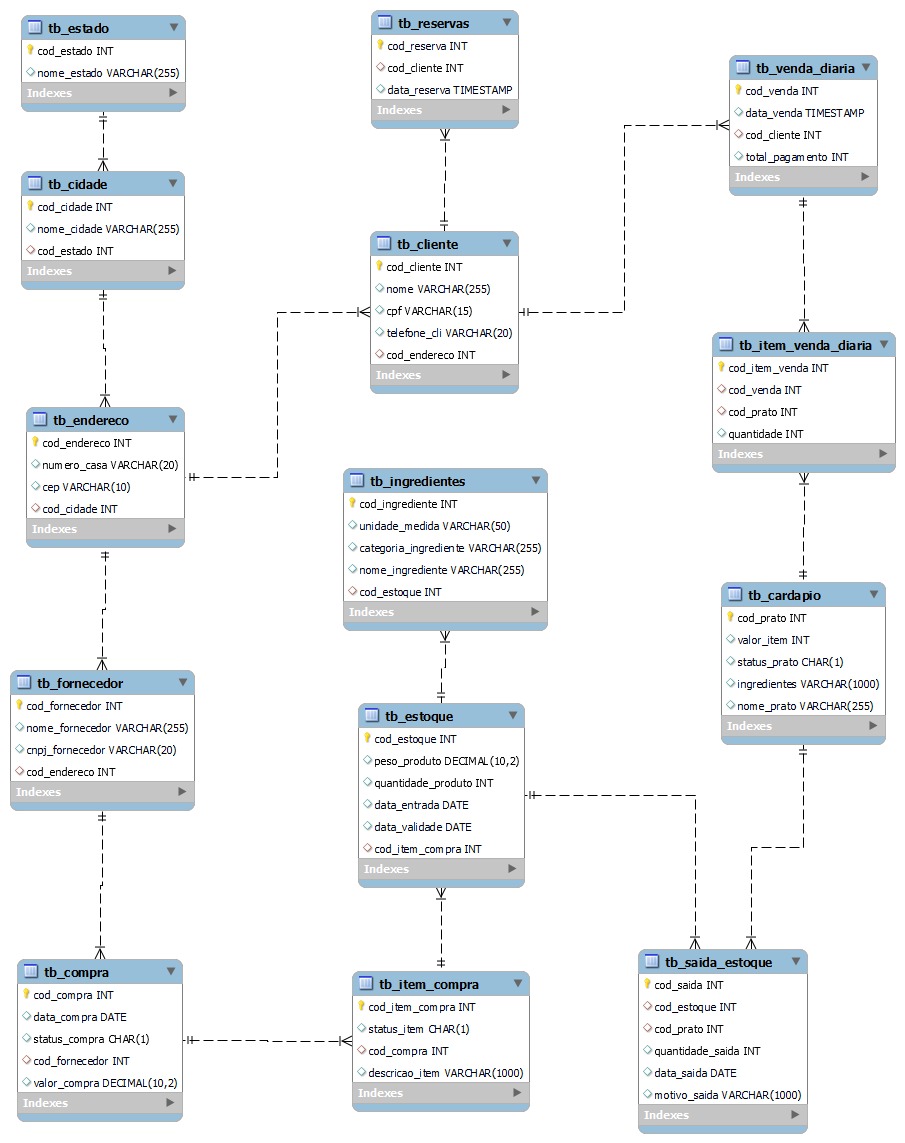 tb_estado
cod_estado INT
nome_estado VARCHAR(255)
Indexes
tb_reservas
cod_reserva INT
cod_cliente INT
data_reserva TIMESTAMP
Indexes
tb_venda_diaria
cod_venda INT
data_venda TIMESTAMP
cod_cliente INT
total_pagamento INT
Indexes
tb_cidade
cod_cidade INT
nome_cidade VARCHAR(255)
cod_estado INT
Indexes
tb_cliente
cod_cliente INT
nome VARCHAR(255)
cpf VARCHAR(15)
telefone_cli VARCHAR(20)
cod_endereco INT
Indexes
tb_item_venda_diaria
cod_item_venda INT
cod_venda INT
cod_prato INT
quantidade INT
Indexes
tb_endereco
cod_endereco INT
numero_casa VARCHAR(20)
cep VARCHAR(10)
cod_cidade INT
Indexes
tb_ingredientes
cod_ingrediente INT
unidade_medida VARCHAR(50)
categoria_ingrediente VARCHAR(255)
nome_ingrediente VARCHAR(255)
cod_estoque INT
Indexes
tb_cardapio
cod_prato INT
valor_item INT
status_prato CHAR(1)
ingredientes VARCHAR(1000)
nome_prato VARCHAR(255)
Indexes
tb_fornecedor
cod_fornecedor INT
nome_fornecedor VARCHAR(255)
cnpj_fornecedor VARCHAR(20)
cod_endereco INT
Indexes
tb_estoque
cod_estoque INT
peso_produto DECIMAL(10,2)
quantidade_produto INT
data_entrada DATE
data_validade DATE
cod_item_compra INT
Indexes
tb_compra
cod_compra INT
data_compra DATE
status_compra CHAR(1)
cod_fornecedor INT
valor_compra DECIMAL(10,2)
Indexes
tb_item_compra
cod_item_compra INT
status_item CHAR(1)
cod_compra INT
descricao_item VARCHAR(1000)
Indexes
tb_saida_estoque
cod_saida INT
cod_estoque INT
cod_prato INT
quantidade_saida INT
data_saida DATE
motivo_saida VARCHAR(1000)
Indexes